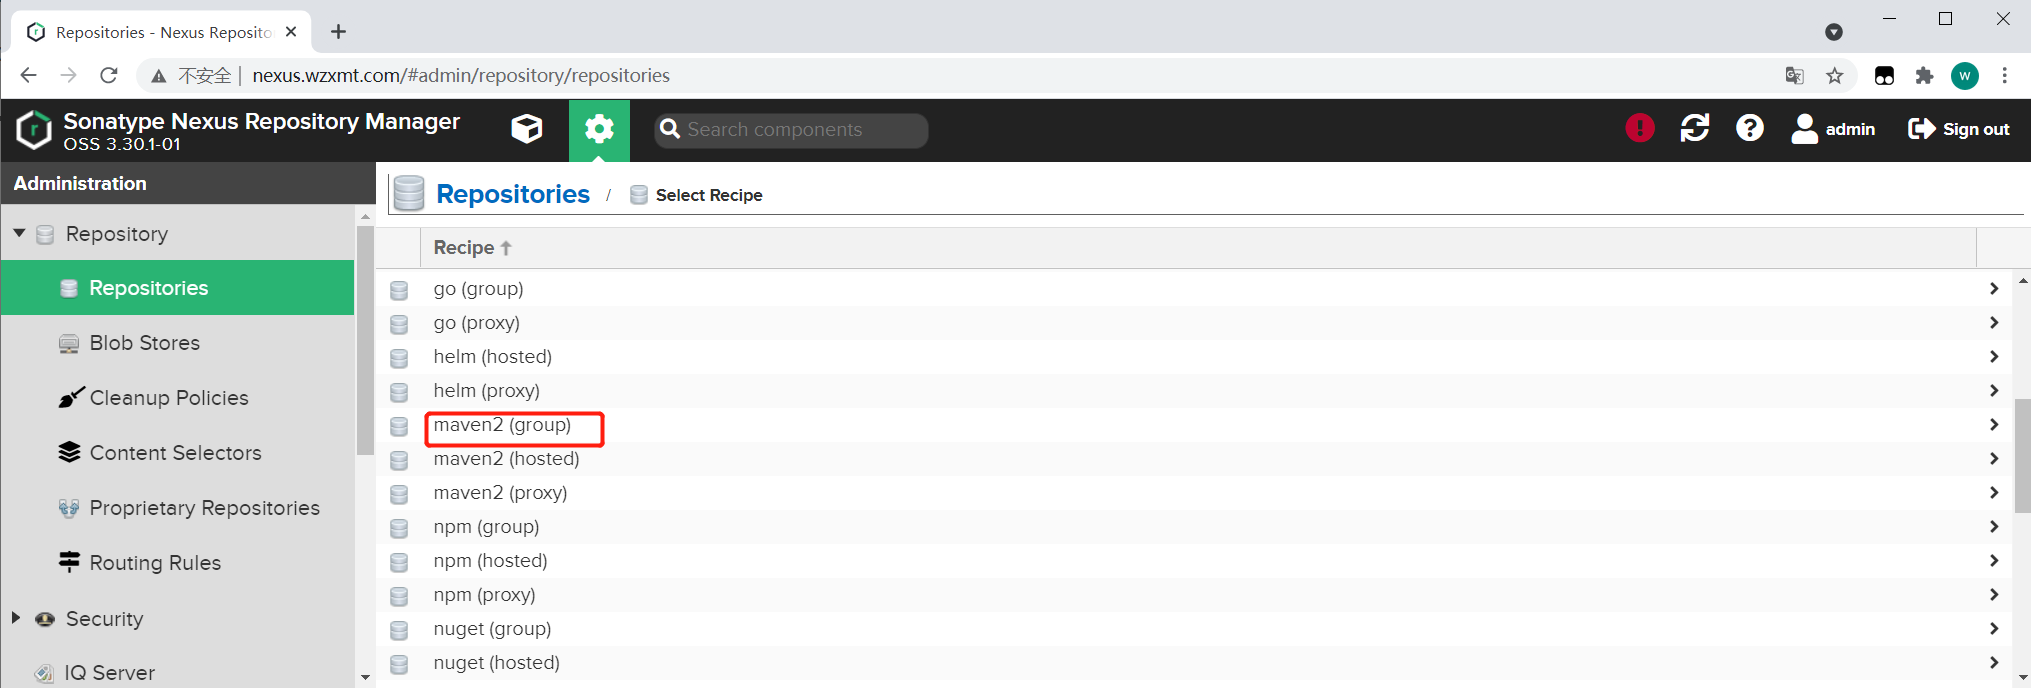 Repositories - Nexus Reposito
不安全 | nexus.wzxmt.com/#admin/repository/repositories
W
Sonatype Nexus Repository Manager
OSS 3.30.1-01
Search components
admin
Sign out
Administration
Repositories / Select Recipe
Repository
Repositories
Blob Stores
Cleanup Policies
Content Selectors
Proprietary Repositories
Routing Rules
Security
IQ Server
Recipe
go (group)
go (proxy)
helm (hosted)
helm (proxy)
maven2 (group)
maven2 (hosted)
maven2 (proxy)
npm (group)
npm (hosted)
npm (proxy)
nuget (group)
nuget (hosted)